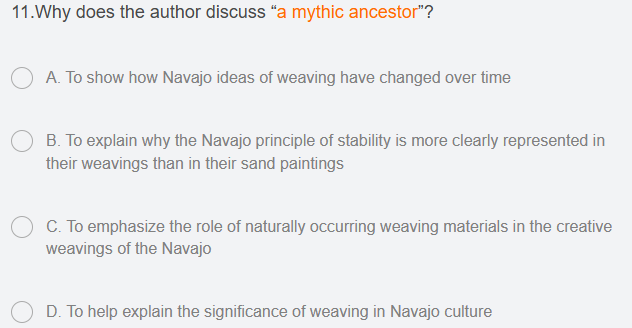 11.Why does the author discuss “a mythic ancestor”?
A. To show how Navajo ideas of weaving have changed over time
B. To explain why the Navajo principle of stability is more clearly represented in
their weavings than in their sand paintings
C. To emphasize the role of naturally occurring weaving materials in the creative
weavings of the Navajo
D. To help explain the significance of weaving in Navajo culture